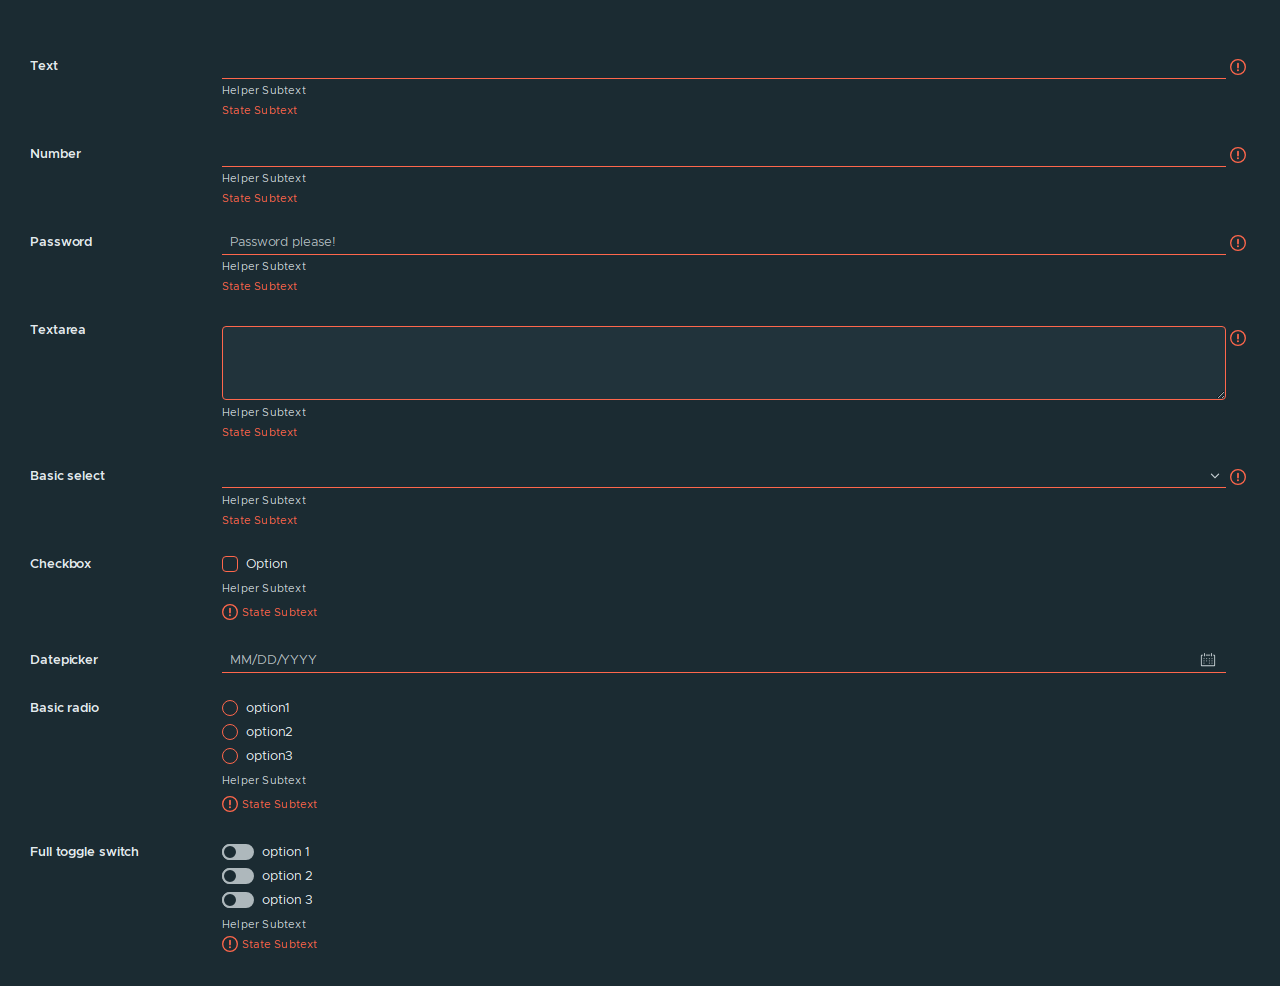 Text
Helper Subtext
State Subtext
Number
Helper Subtext
State Subtext
Password
Password please!
Helper Subtext
State Subtext
Textarea
Helper Subtext
State Subtext
Basic select
Helper Subtext
State Subtext
Checkbox
Option
Helper Subtext
State Subtext
Datepicker
MM/DD/YYYY
Basic radio
option1
option2
option3
Helper Subtext
State Subtext
Full toggle switch
option 1
option 2
option 3
Helper Subtext
State Subtext